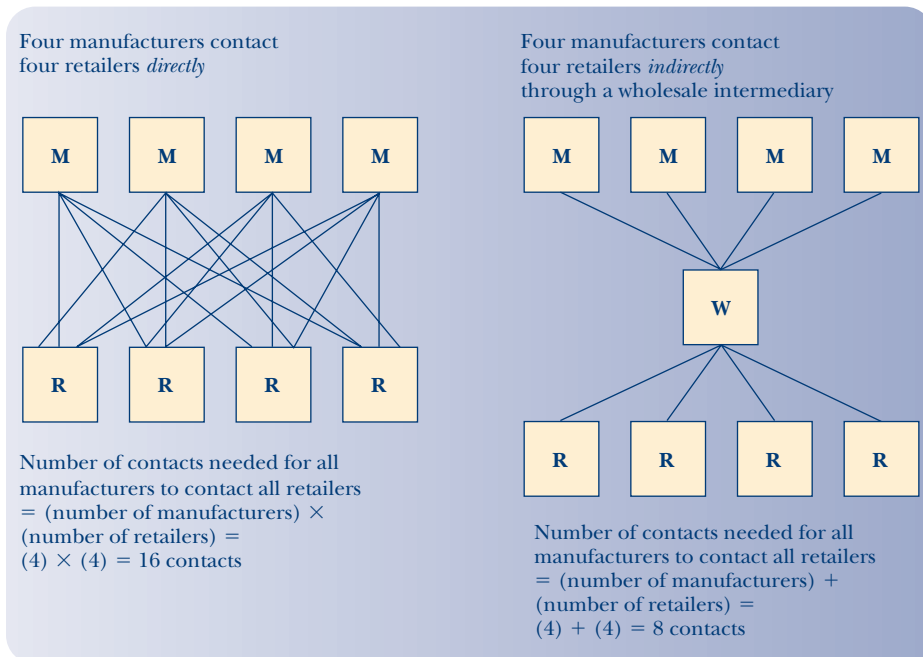 Four manufacturers contact
four retailers directly
M M M M
R R R R
Number of contacts needed for all
manufacturers to contact all retailers
= (number of manufacturers) ×
(number of retailers) =
(4) × (4) = 16 contacts
Four manufacturers contact
four retailers indirectly
through a wholesale intermediary
M M M M
W
R R R R
Number of contacts needed for all
manufacturers to contact all retailers
= (number of manufacturers) +
(number of retailers) =
(4) + (4) = 8 contacts